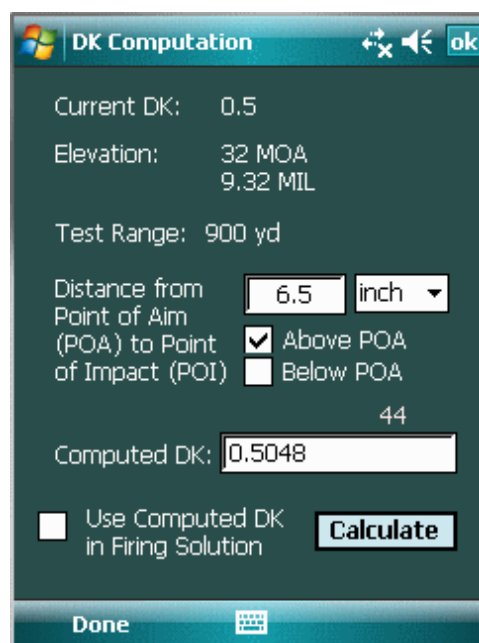 DK Computation ok
Current DK: 0.5
Elevation: 32 MOA
9.32 MIL
Test Range: 900 yd
Distance from
Point of Aim
(POA) to Point
of Impact (POI)
6.5 inch
Above POA
Below POA
44
Computed DK: 0.5048
Use Computed DK
in Firing Solution
Calculate
Done